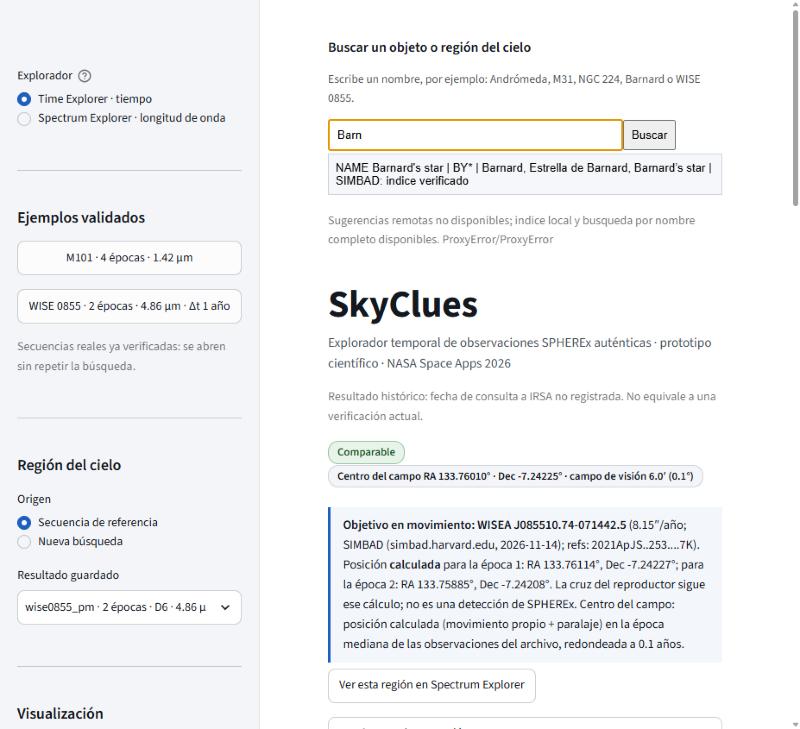 Explorador
Time Explorer · tiempo
Spectrum Explorer · longitud de onda
Ejemplos validados
M101 · 4 épocas · 1.42 µm
WISE 0855 · 2 épocas · 4.86 µm · Δt 1 año
Secuencias reales ya verificadas: se abren
sin repetir la búsqueda.
Región del cielo
Origen
Secuencia de referencia
Nueva búsqueda
Resultado guardado
wise0855_pm · 2 épocas · D6 · 4.86 µ
Visualización
Buscar un objeto o región del cielo
Escribe un nombre, por ejemplo: Andrómeda, M31, NGC 224, Barnard o WISE
0855.
Barn
Buscar
NAME Barnard's star | BY* | Barnard, Estrella de Barnard, Barnard's star |
SIMBAD: indice verificado
Sugerencias remotas no disponibles; indice local y busqueda por nombre
completo disponibles. ProxyError/ProxyError
SkyClues
Explorador temporal de observaciones SPHEREx auténticas · prototipo
científico · NASA Space Apps 2026
Resultado histórico: fecha de consulta a IRSA no registrada. No equivale a una
verificación actual.
Comparable
Centro del campo RA 133.76010° · Dec -7.24225° · campo de visión 6.0′ (0.1°)
Objetivo en movimiento: WISEA J085510.74-071442.5 (8.15″/año;
SIMBAD (simbad.harvard.edu, 2026-11-14); refs: 2021ApJS..253....7K).
Posición calculada para la época 1: RA 133.76114°, Dec -7.24227°; para
la época 2: RA 133.75885°, Dec -7.24208°. La cruz del reproductor sigue
ese cálculo; no es una detección de SPHEREx. Centro del campo:
posición calculada (movimiento propio + paralaje) en la época
mediana de las observaciones del archivo, redondeada a 0.1 años.
Ver esta región en Spectrum Explorer